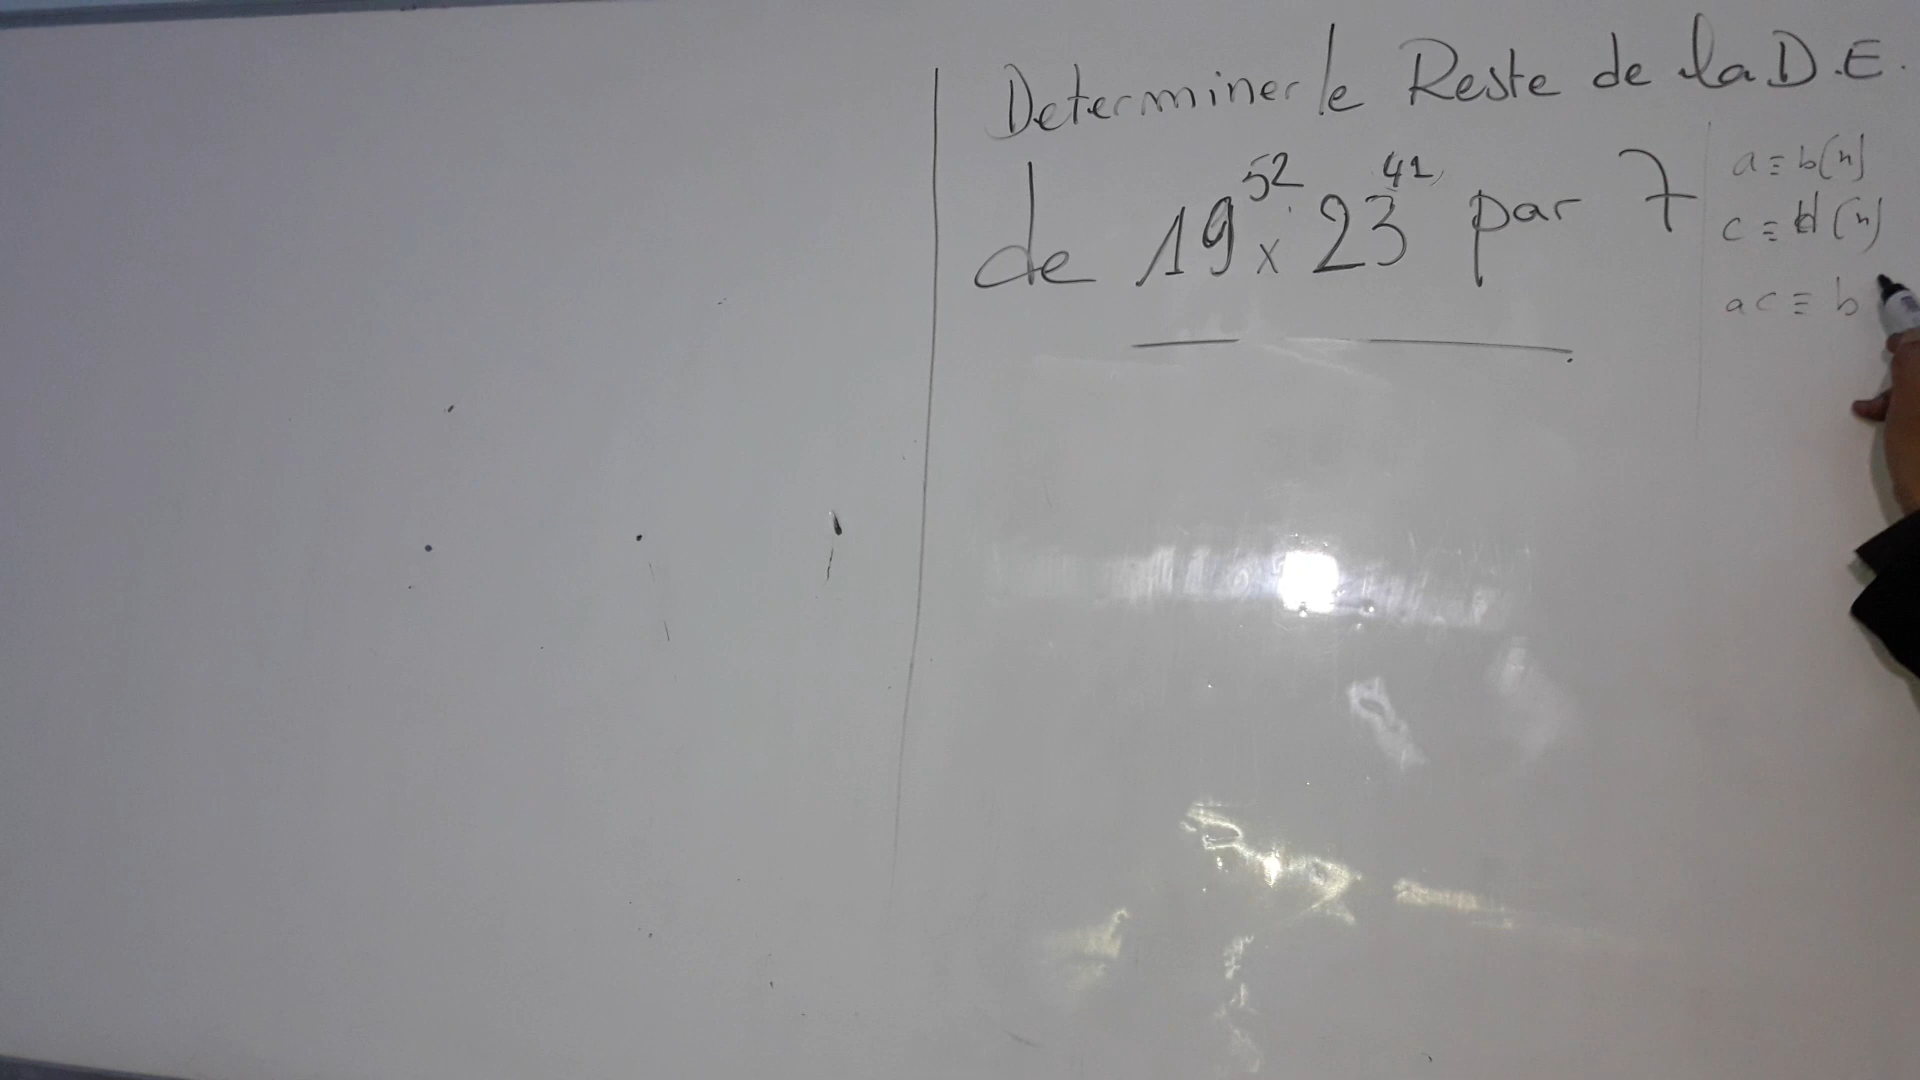 Determiner le Reste de la D.E.
de 19^52 x 23^41 par 7
a ≡ b(n)
c ≡ d(n)
ac ≡ b